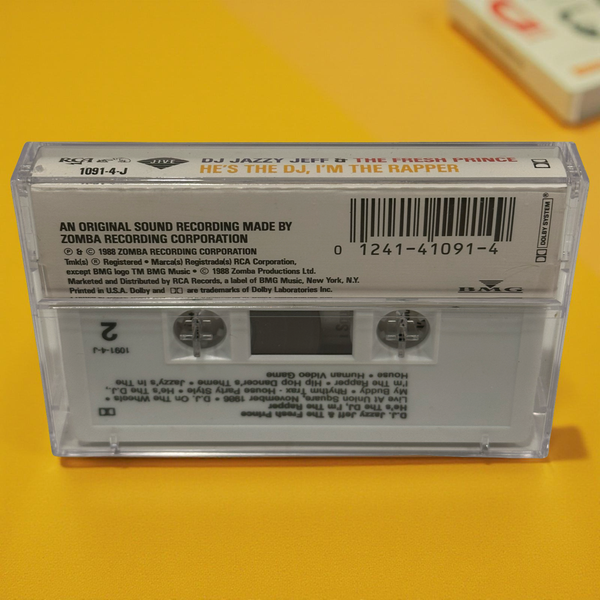 RCA
JIVE
DJ JAZZY JEFF & THE FRESH PRINCE
1091-4-J
HE'S THE DJ, I'M THE RAPPER
AN ORIGINAL SOUND RECORDING MADE BY
ZOMBA RECORDING CORPORATION
℗ & © 1988 ZOMBA RECORDING CORPORATION
Tmk(s) ® Registered • Marca(s) Registrada(s) RCA Corporation,
except BMG logo TM BMG Music • © 1988 Zomba Productions Ltd.
Marketed and Distributed by RCA Records, a label of BMG Music, New York, N.Y.
Printed in U.S.A. Dolby and are trademarks of Dolby Laboratories Inc.
0 1241-41091-4
DOLBY SYSTEM®
BMG
D.J. Jazzy Jeff & The Fresh Prince
He's The DJ, I'm The Rapper
Live At Union Square, November 1986 • D.J. On The Wheels •
My Buddy • Rhythm Trax - House Party Style • He's The D.J.,
I'm The Rapper • Hip Hop Dancer's Theme • Jazzy's In The
House • Human Video Game
1091-4-J
2